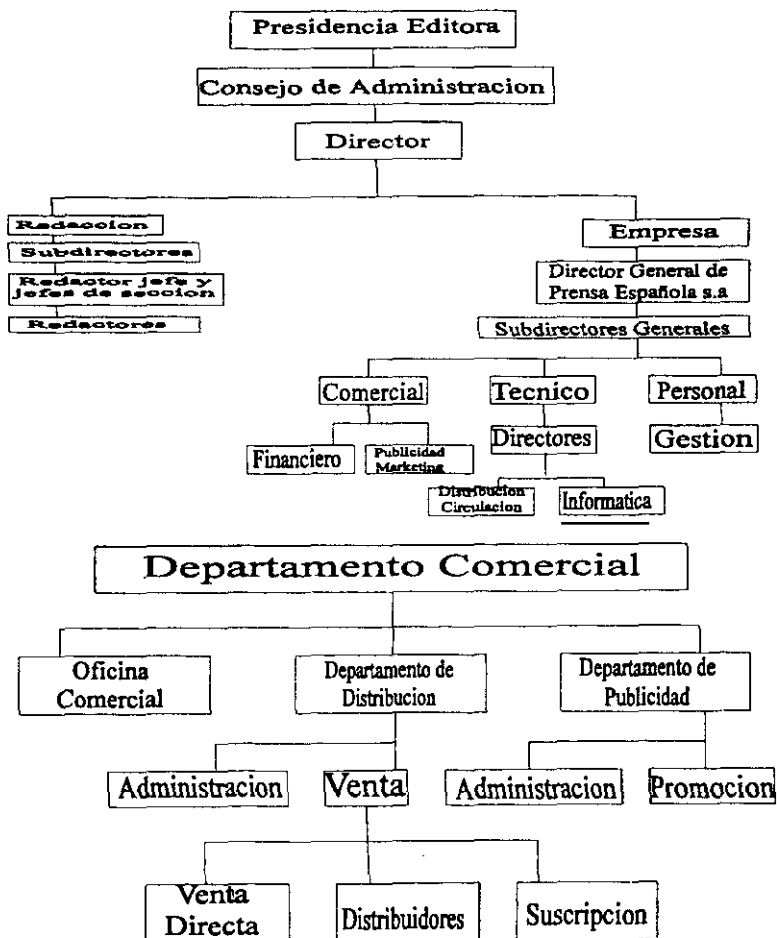 Presidencia Editora
Consejo de Administracion
Director
Redaccion
Subdirectores
Redactor jefe y
jefes de seccion
Redactores
Empresa
Director General de
Prensa Española s.a
Subdirectores Generales
Comercial
Tecnico
Personal
Financiero
Publicidad
Marketing
Directores
Gestion
Distribucion
Circulacion
Informatica
Departamento Comercial
Oficina
Comercial
Departamento de
Distribucion
Departamento de
Publicidad
Administracion
Venta
Administracion
Promocion
Venta
Directa
Distribuidores
Suscripcion